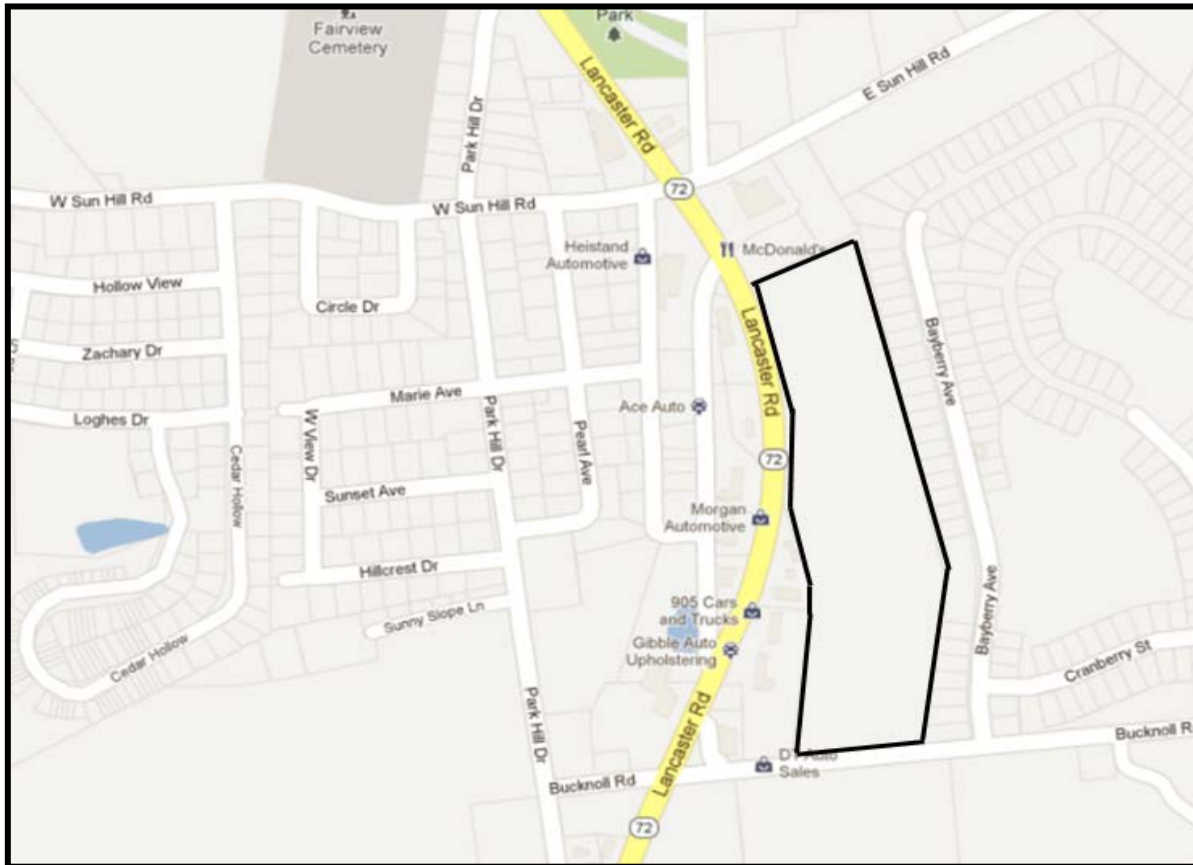 Park
Fairview
Cemetery
Lancaster Rd
E Sun Hill Rd
Park Hill Dr
72
W Sun Hill Rd
W Sun Hill Rd
Heistand
Automotive
McDonald's
Hollow View
Circle Dr
Lancaster Rd
Bayberry Ave
Zachary Dr
Marie Ave
Ace Auto
Loghes Dr
W View Dr
Park Hill Dr
Pearl Ave
Cedar Hollow
72
Sunset Ave
Morgan
Automotive
Hillcrest Dr
905 Cars
and Trucks
Sunny Slope Ln
Gibble Auto
Upholstering
Bayberry Ave
Cranberry St
Cedar Hollow
Park Hill Dr
Lancaster Rd
Bucknoll R
Auto
Sales
Bucknoll Rd
72